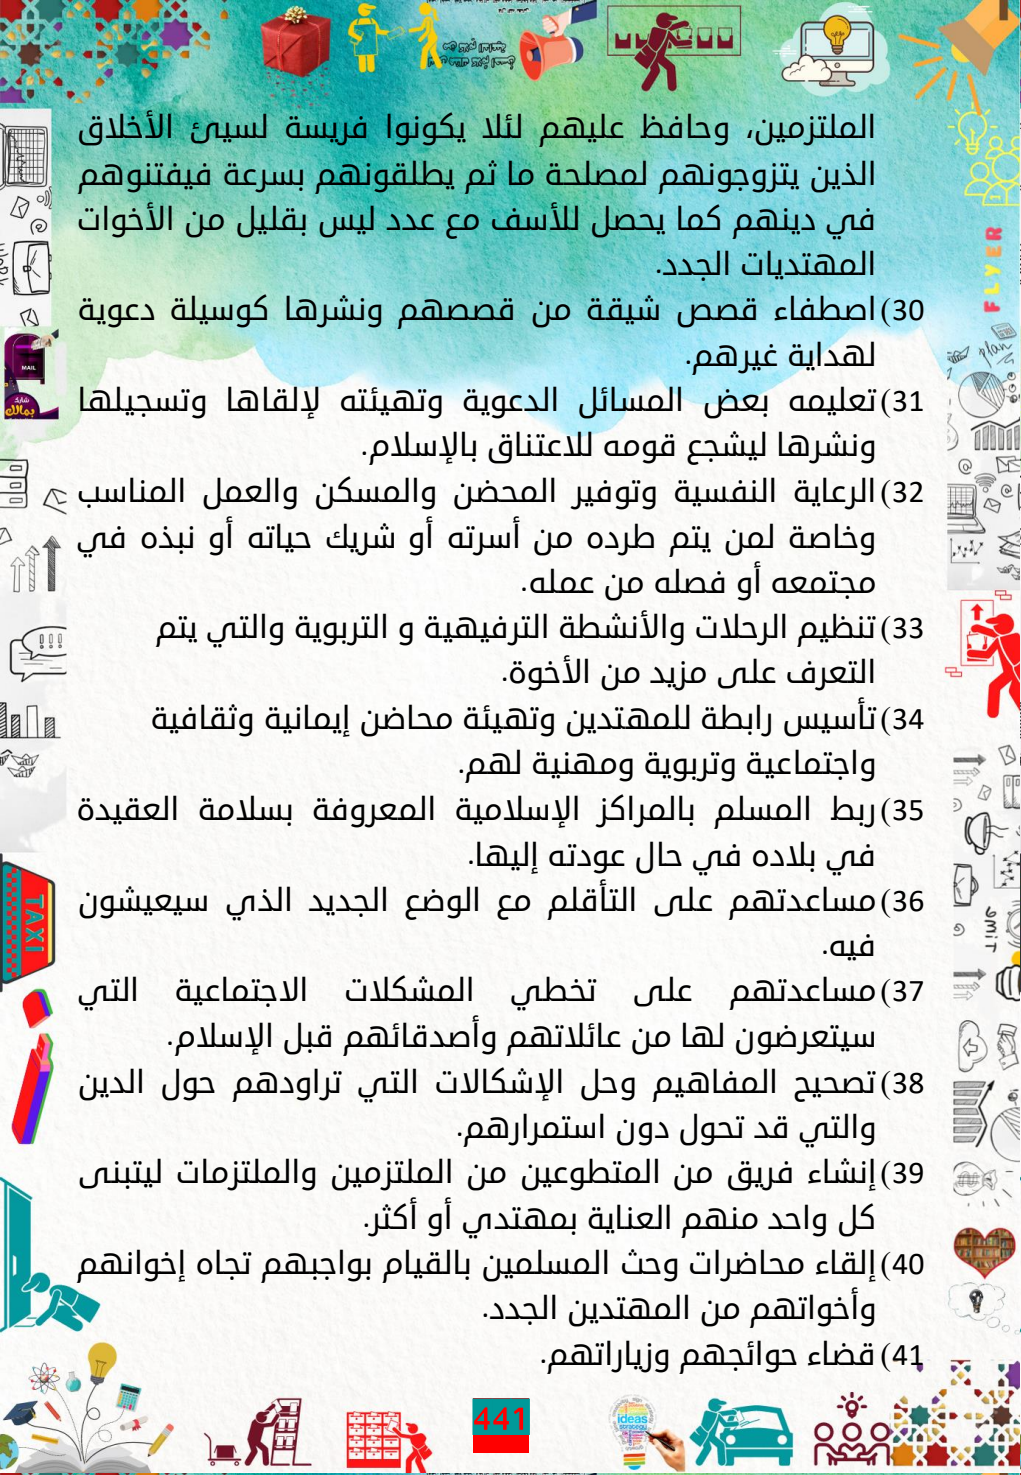 الملتزمين، وحافظ عليهم لئلا يكونوا فريسة لسيئ الأخلاق
الذين يتزوجونهم لمصلحة ما ثم يطلقونهم بسرعة فيفتنوهم
في دينهم كما يحصل للأسف مع عدد ليس بقليل من الأخوات
المهتديات الجدد.
30)اصطفاء قصص شيقة من قصصهم ونشرها كوسيلة دعوية
لهداية غيرهم.
31)تعليمه بعض المسائل الدعوية وتهيئته لإلقاها وتسجيلها
ونشرها ليشجع قومه للاعتناق بالإسلام.
32)الرعاية النفسية وتوفير المحضن والمسكن والعمل المناسب
وخاصة لمن يتم طرده من أسرته أو شريك حياته أو نبذه في
مجتمعه أو فصله من عمله.
33)تنظيم الرحلات والأنشطة الترفيهية و التربوية والتي يتم
التعرف على مزيد من الأخوة.
34)تأسيس رابطة للمهتدين وتهيئة محاضن إيمانية وثقافية
واجتماعية وتربوية ومهنية لهم.
35)ربط المسلم بالمراكز الإسلامية المعروفة بسلامة العقيدة
في بلاده في حال عودته إليها.
36)مساعدتهم على التأقلم مع الوضع الجديد الذي سيعيشون
فيه.
37)مساعدتهم على تخطي المشكلات الاجتماعية التي
سيتعرضون لها من عائلاتهم وأصدقائهم قبل الإسلام.
38)تصحيح المفاهيم وحل الإشكالات التي تراودهم حول الدين
والتي قد تحول دون استمرارهم.
39)إنشاء فريق من المتطوعين من الملتزمين والملتزمات ليتبنى
كل واحد منهم العناية بمهتدي أو أكثر.
40)إلقاء محاضرات وحث المسلمين بالقيام بواجبهم تجاه إخوانهم
وأخواتهم من المهتدين الجدد.
41)قضاء حوائجهم وزياراتهم.
441
FLYER
plan
MAIL
شارك
بمالك
TAXI
ideas